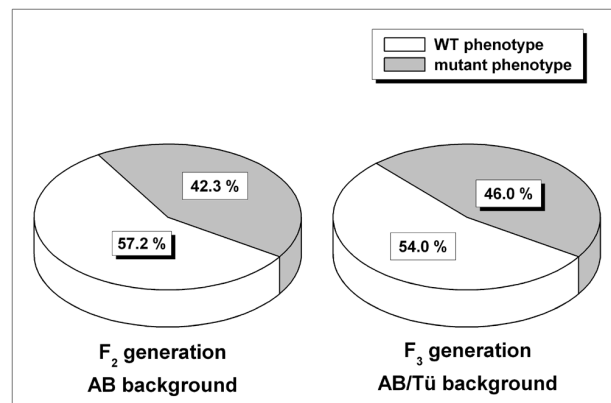 WT phenotype
mutant phenotype
42.3 %
57.2 %
46.0 %
54.0 %
F₂ generation
AB background
F₃ generation
AB/Tü background